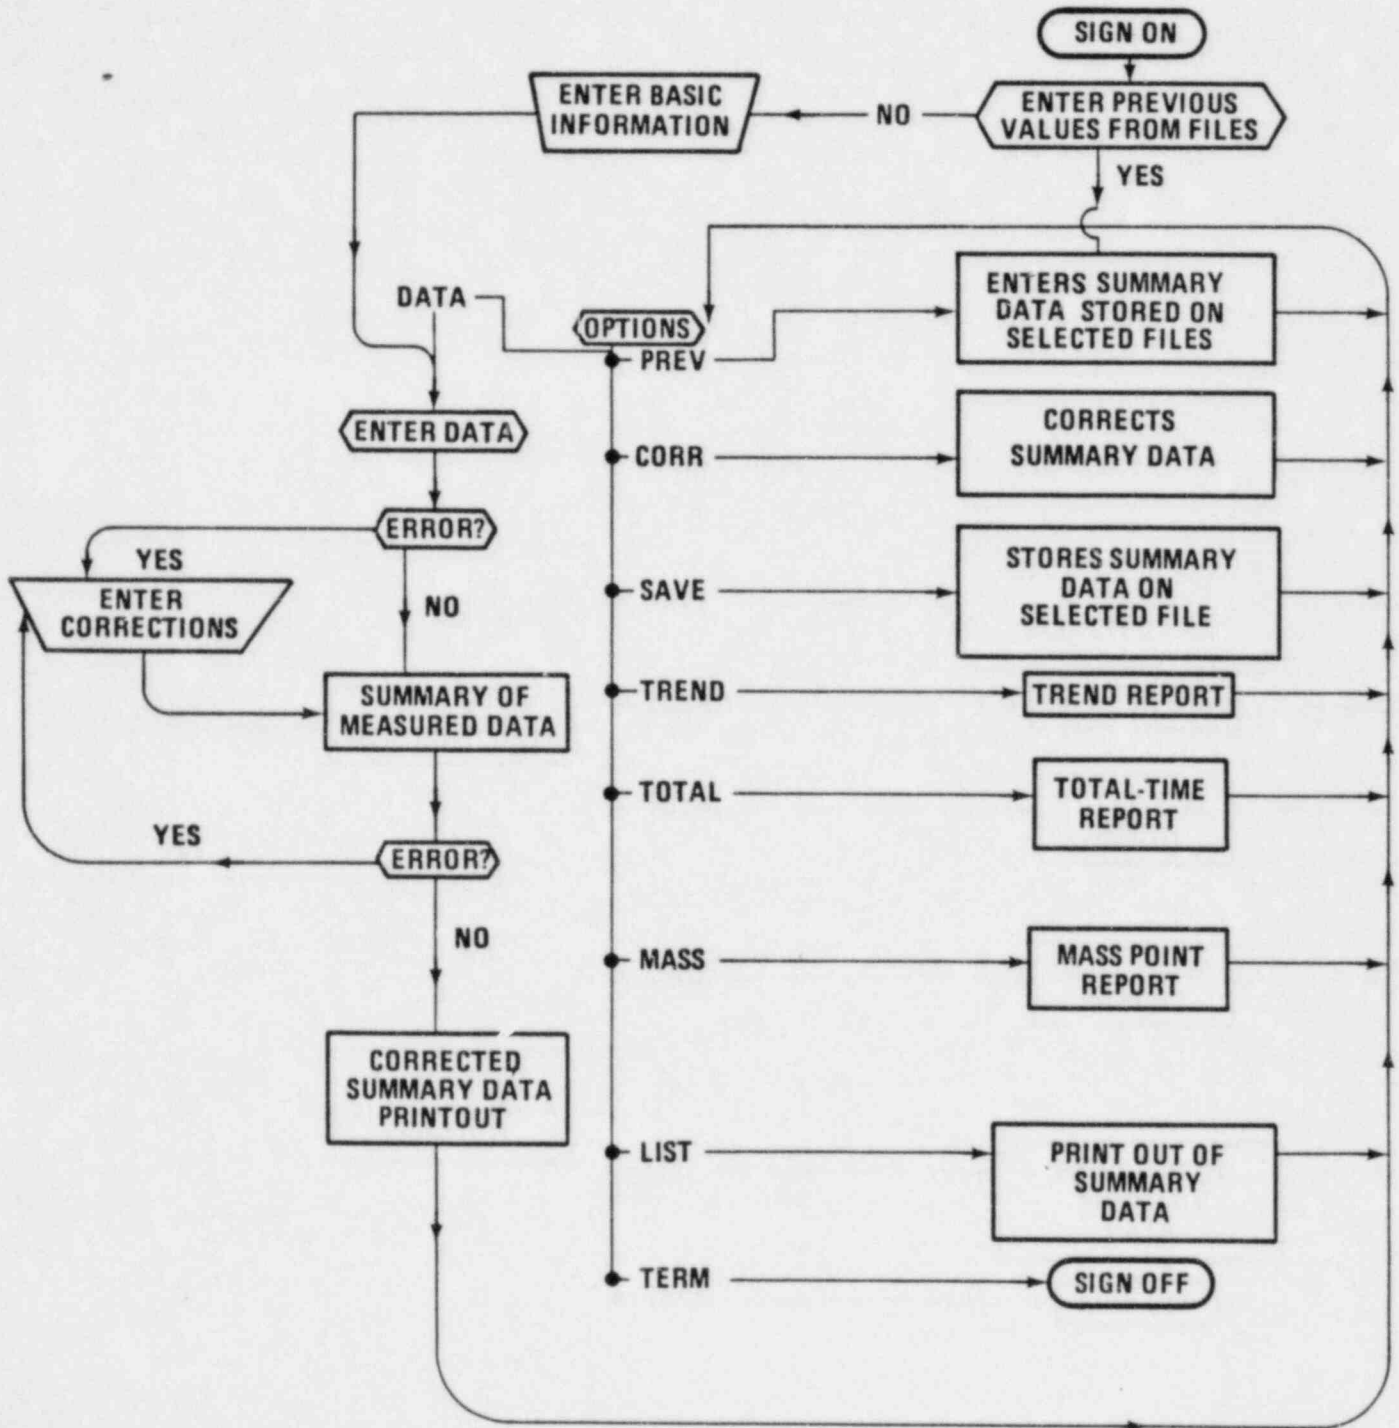 SIGN ON
ENTER PREVIOUS
VALUES FROM FILES
NO
ENTER BASIC
INFORMATION
YES
DATA
OPTIONS
PREV
ENTERS SUMMARY
DATA STORED ON
SELECTED FILES
ENTER DATA
CORR
CORRECTS
SUMMARY DATA
ERROR?
YES
NO
ENTER
CORRECTIONS
SAVE
STORES SUMMARY
DATA ON
SELECTED FILE
SUMMARY OF
MEASURED DATA
TREND
TREND REPORT
TOTAL
TOTAL-TIME
REPORT
YES
ERROR?
NO
MASS
MASS POINT
REPORT
CORRECTED
SUMMARY DATA
PRINTOUT
LIST
PRINT OUT OF
SUMMARY
DATA
TERM
SIGN OFF